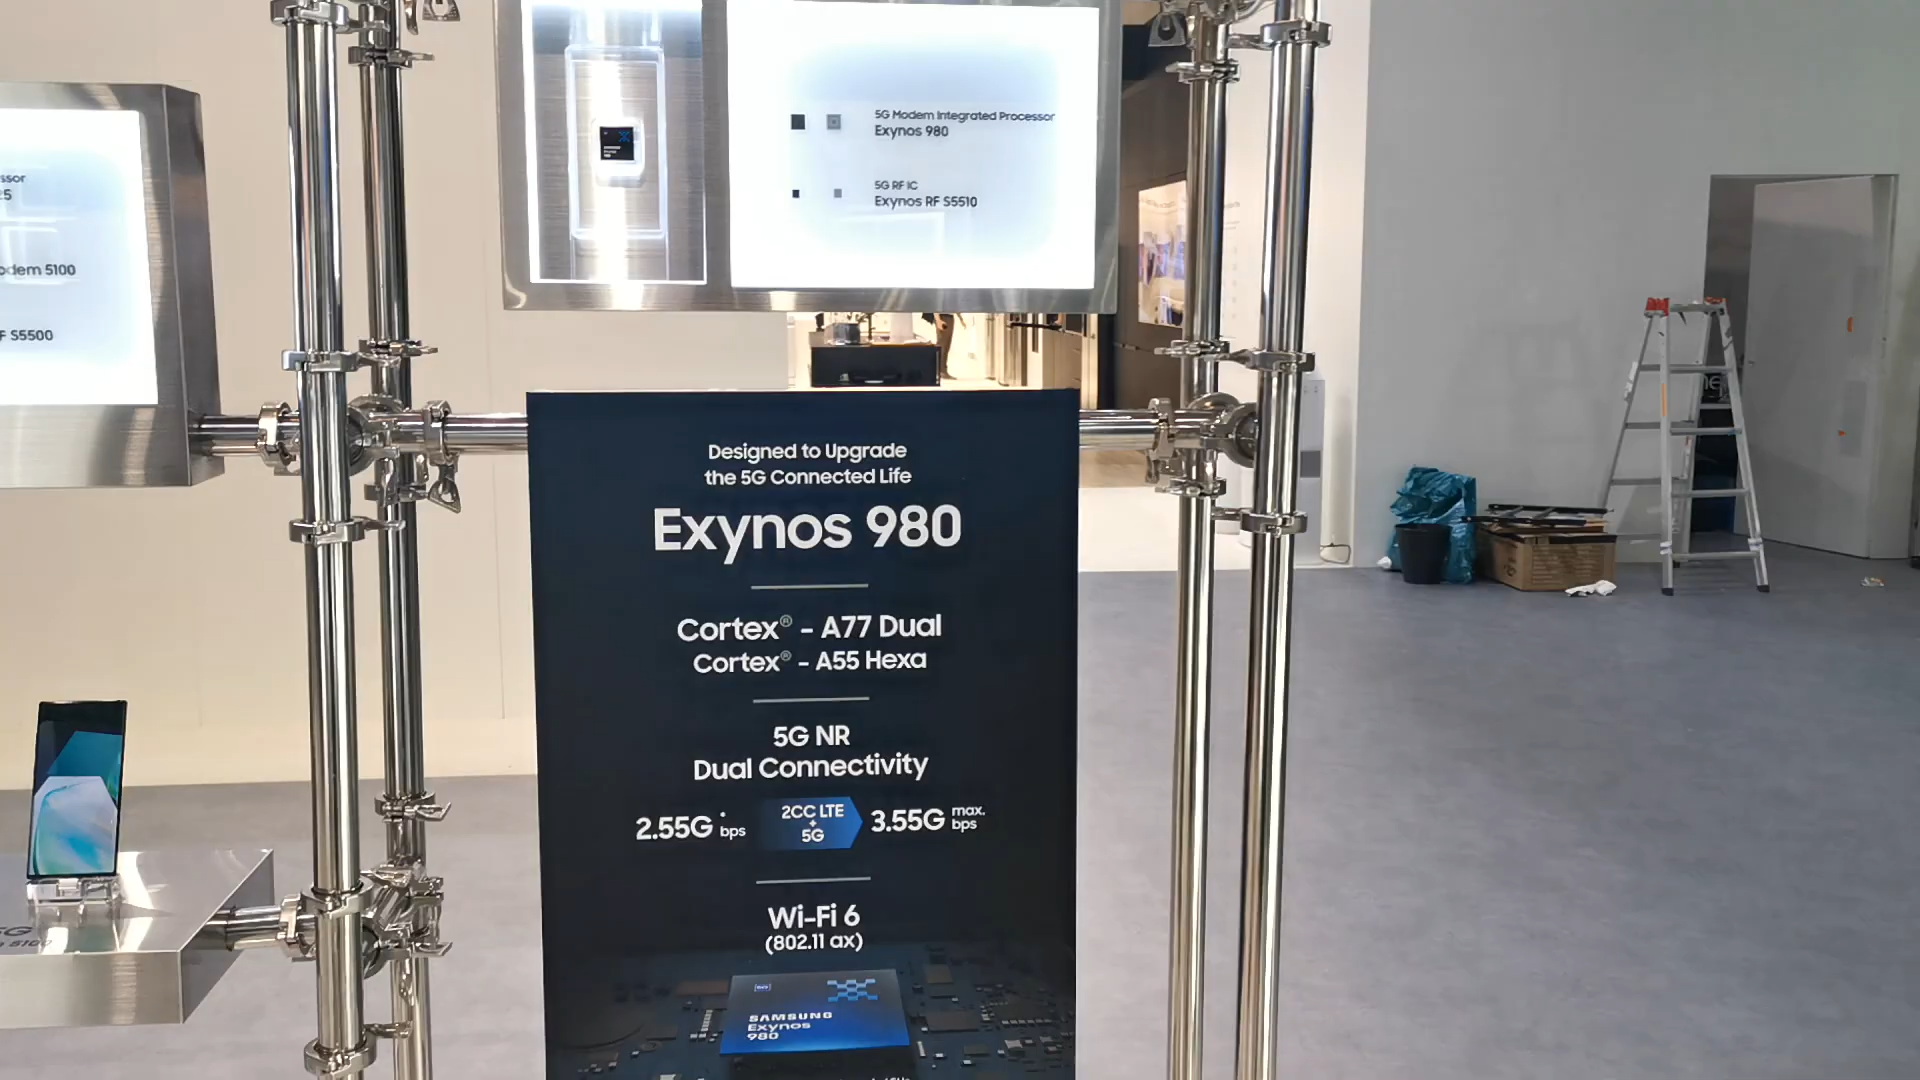 5G Modem Integrated Processor
Exynos 980
5G RF IC
Exynos RF S5510
5100
S5500
Designed to Upgrade
the 5G Connected Life
Exynos 980
Cortex® - A77 Dual
Cortex® - A55 Hexa
5G NR
Dual Connectivity
2.55G bps 2CC LTE + 5G 3.55G max. bps
Wi-Fi 6
(802.11 ax)
5G
SAMSUNG
Exynos
980